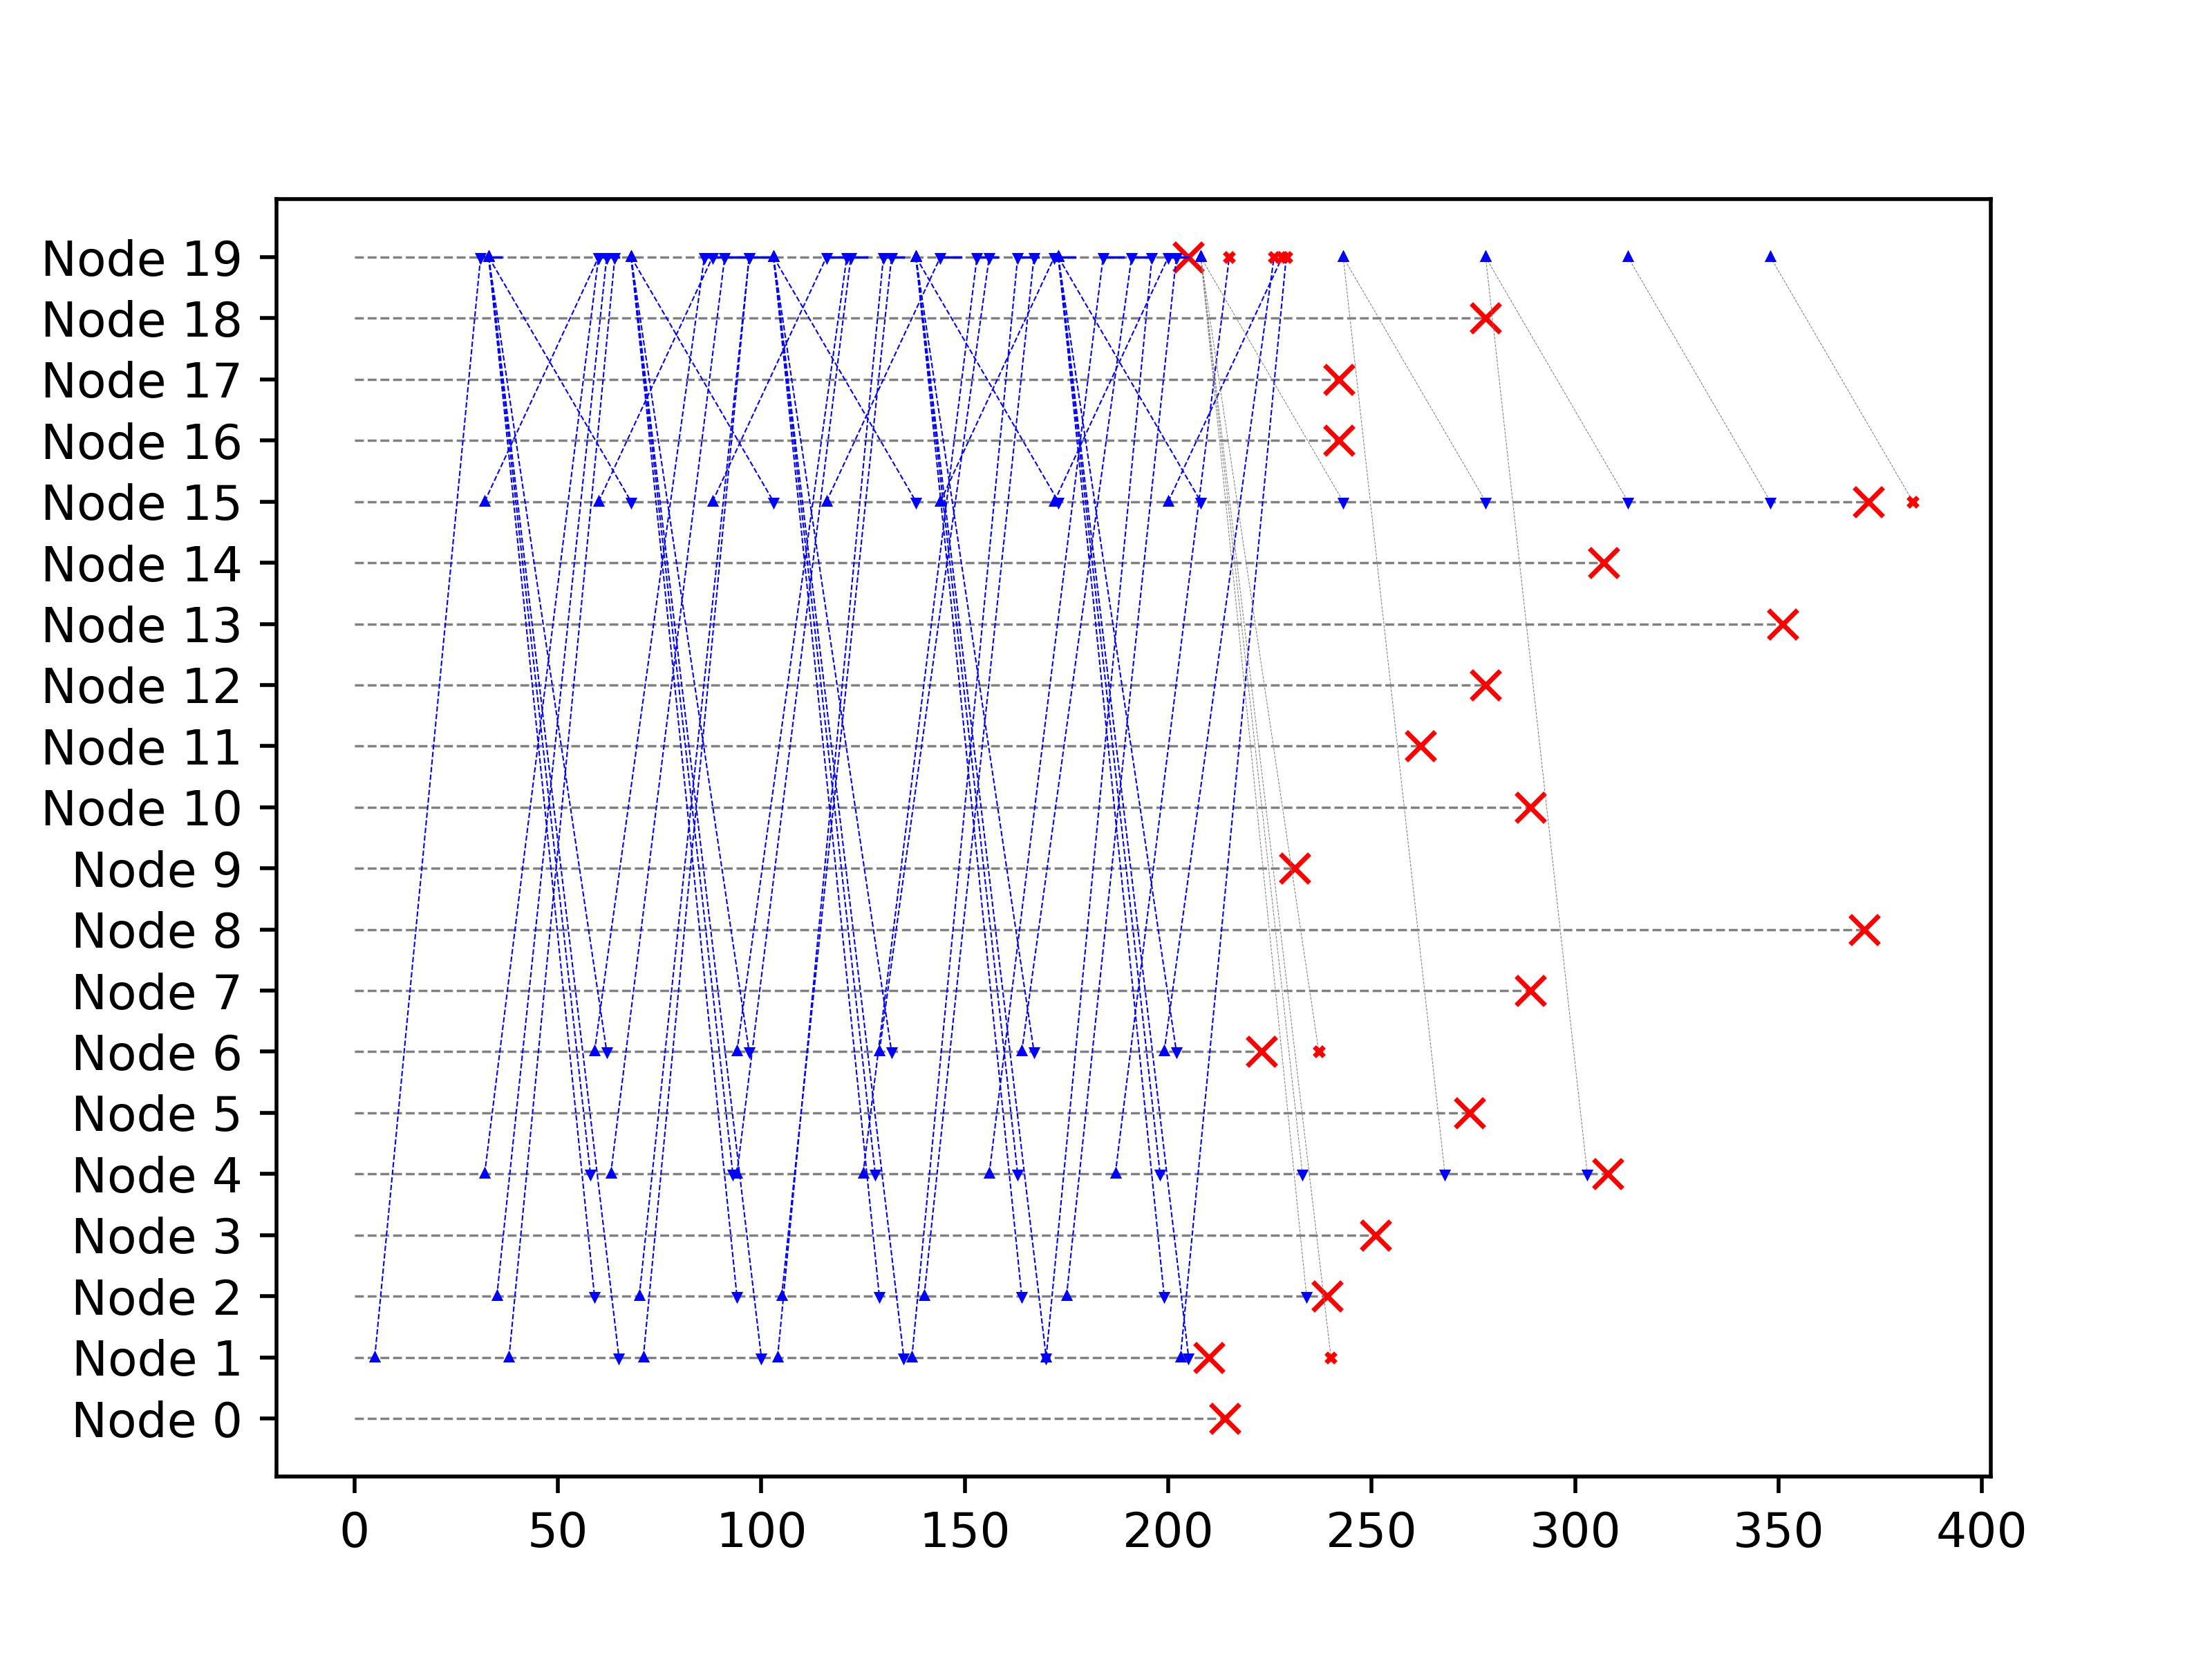 Node 19
Node 18
Node 17
Node 16
Node 15
Node 14
Node 13
Node 12
Node 11
Node 10
Node 9
Node 8
Node 7
Node 6
Node 5
Node 4
Node 3
Node 2
Node 1
Node 0
0 50 100 150 200 250 300 350 400